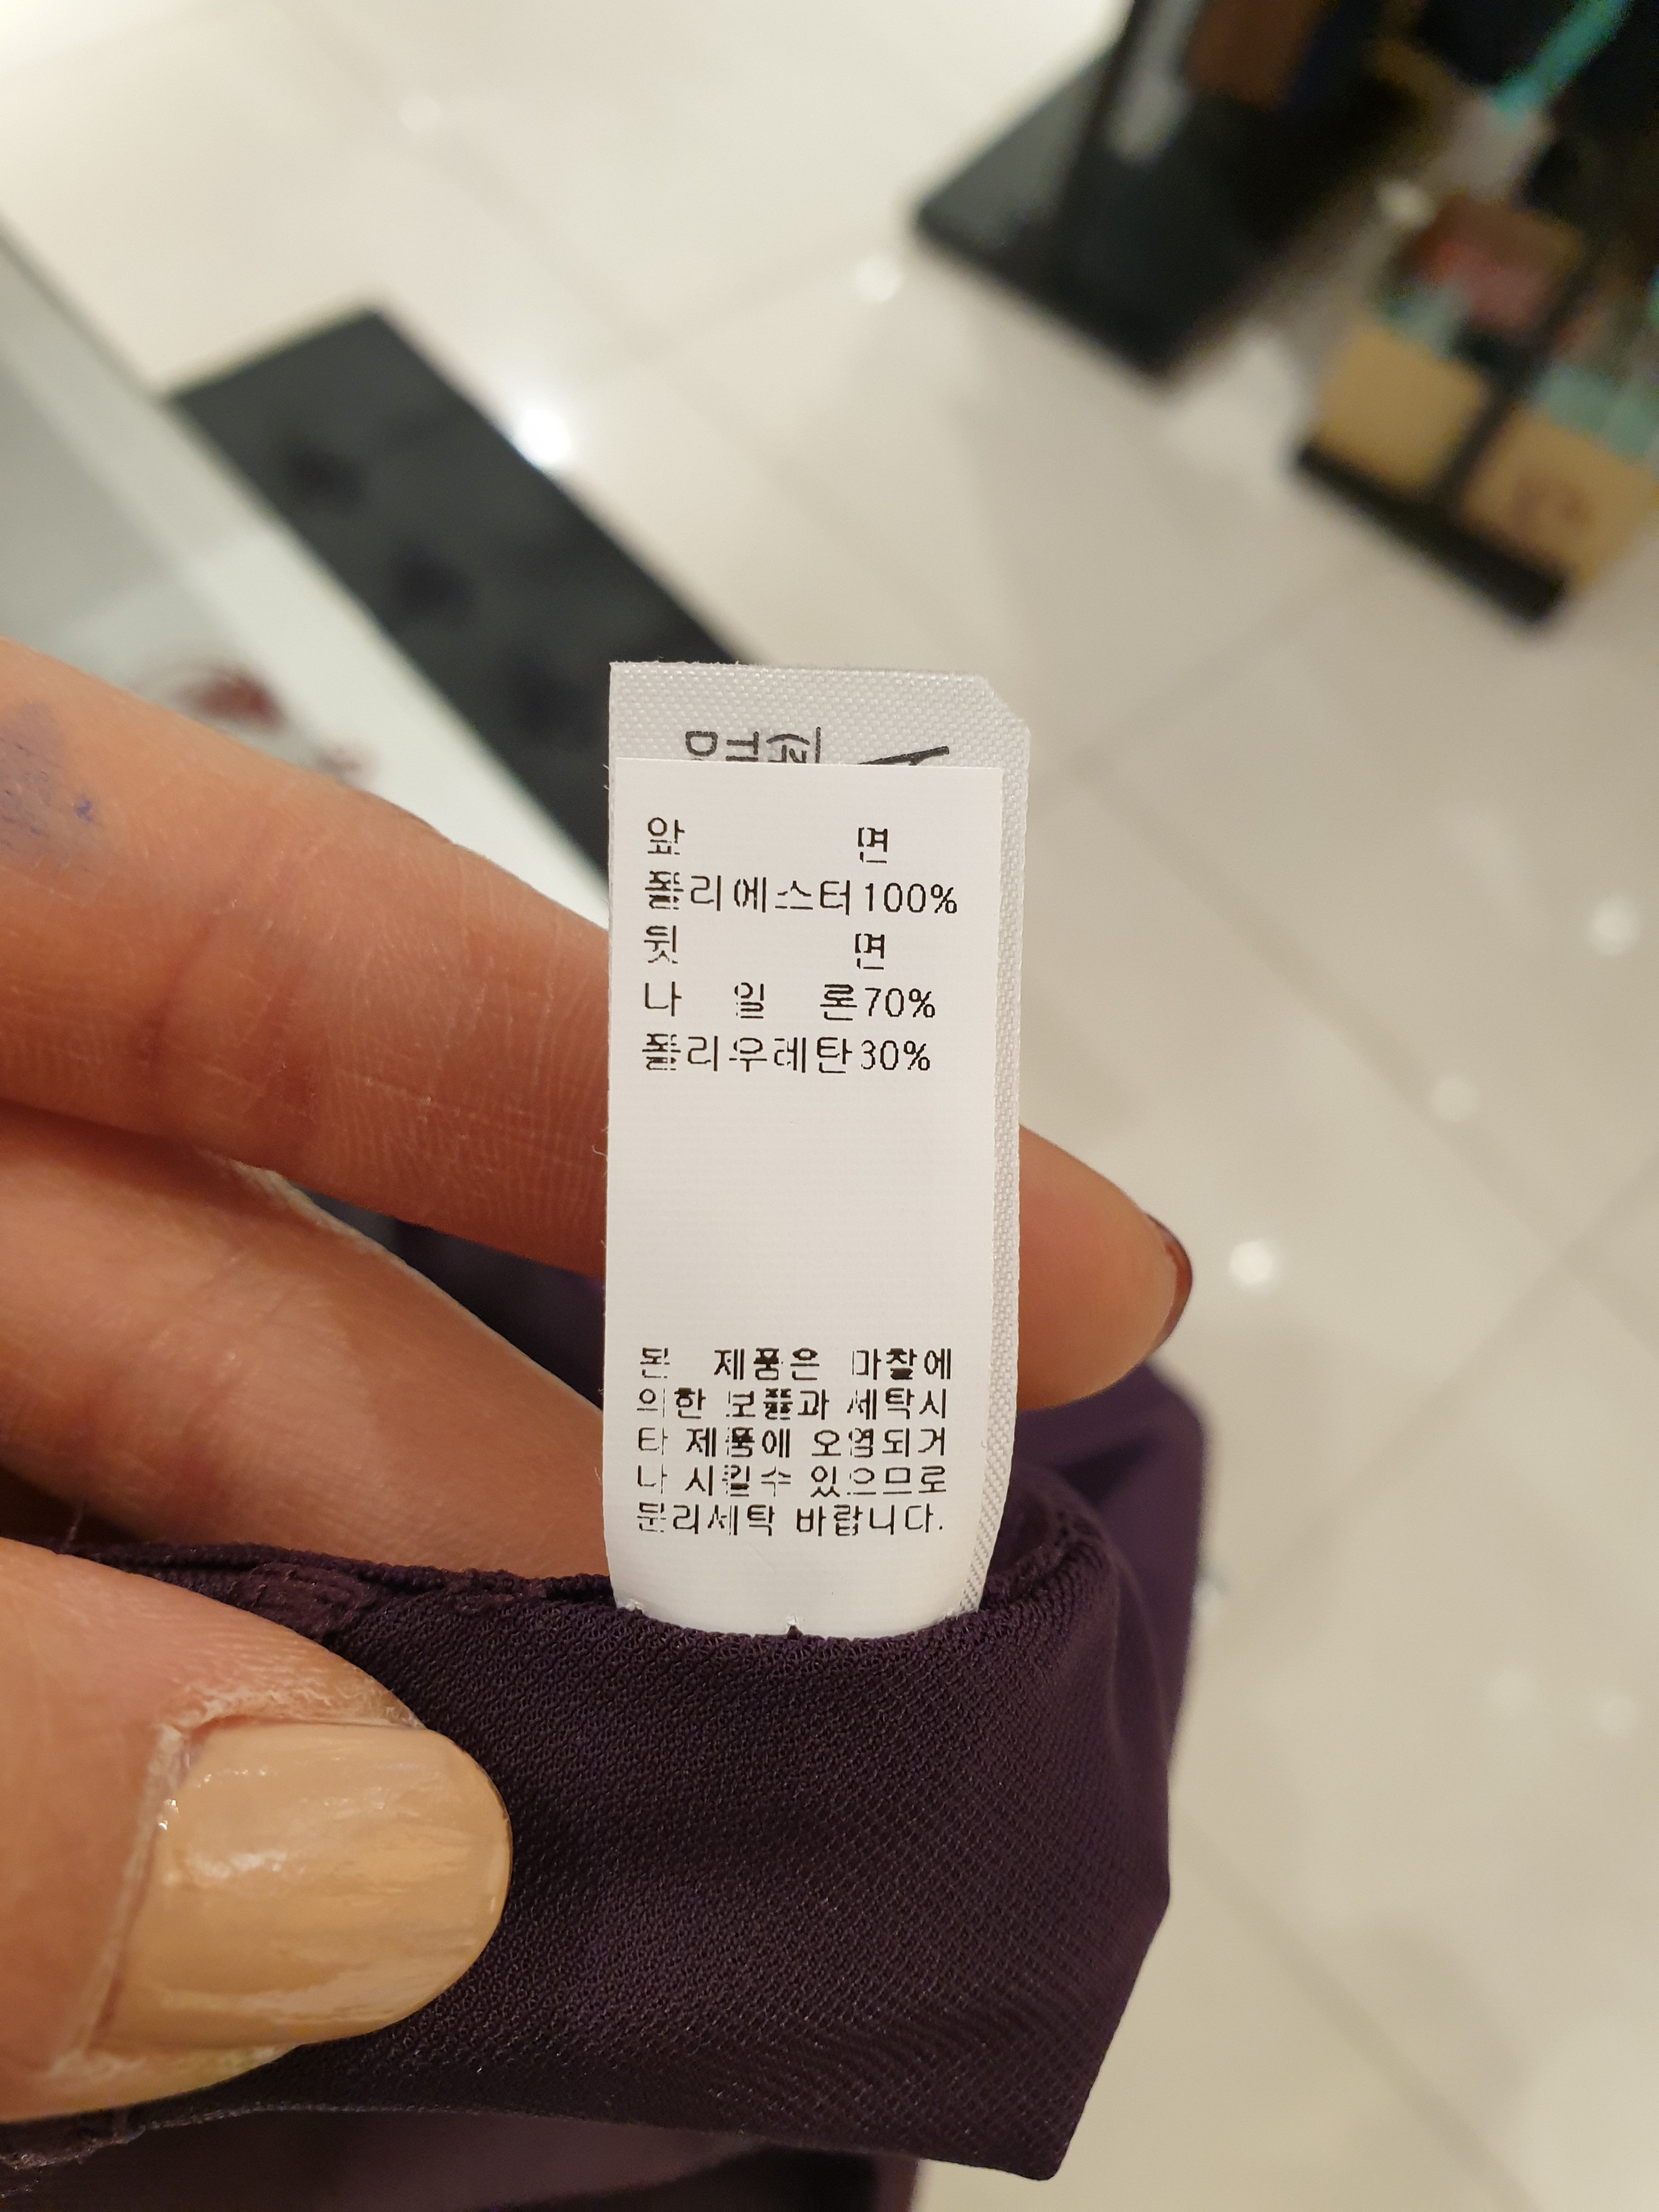 앞 면
폴리에스터100%
뒷 면
나 일 론70%
폴리우레탄30%
본 제품은 마찰에
의한 보풀과 세탁시
타 제품에 오염되거
나 시킬수 있으므로
분리세탁 바랍니다.